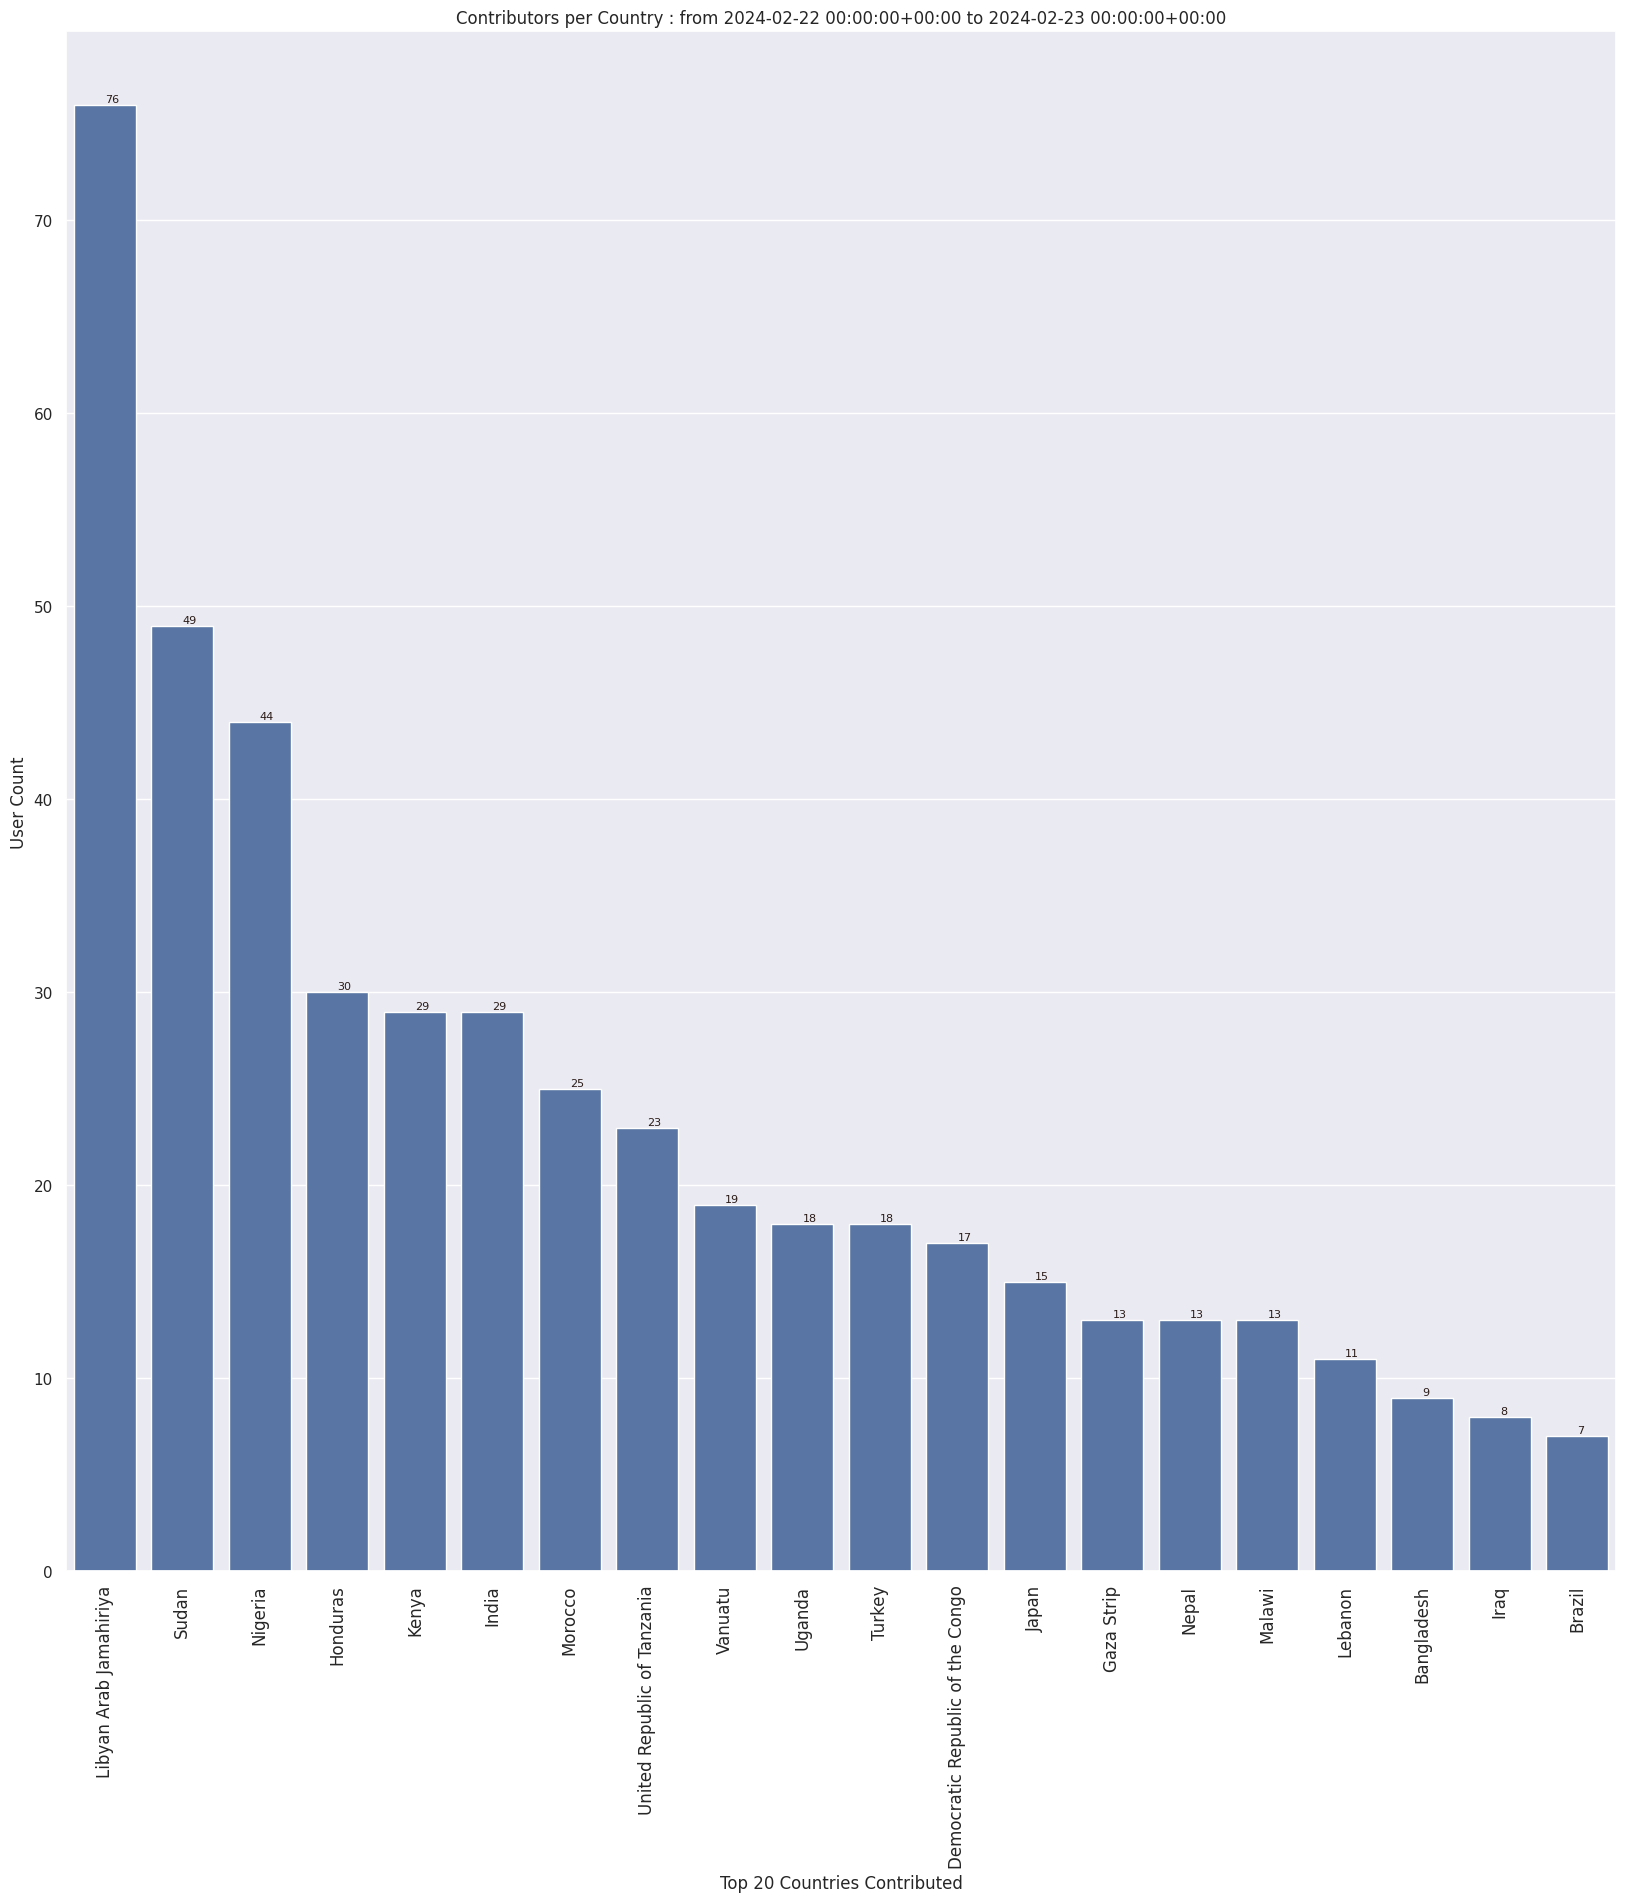 Contributors per Country : from 2024-02-22 00:00:00+00:00 to 2024-02-23 00:00:00+00:00
User Count
70
60
50
40
30
20
10
0
76
49
44
30
29
29
25
23
19
18
18
17
15
13
13
13
11
9
8
7
Libyan Arab Jamahiriya
Sudan
Nigeria
Honduras
Kenya
India
Morocco
United Republic of Tanzania
Vanuatu
Uganda
Turkey
Democratic Republic of the Congo
Japan
Gaza Strip
Nepal
Malawi
Lebanon
Bangladesh
Iraq
Brazil
Top 20 Countries Contributed